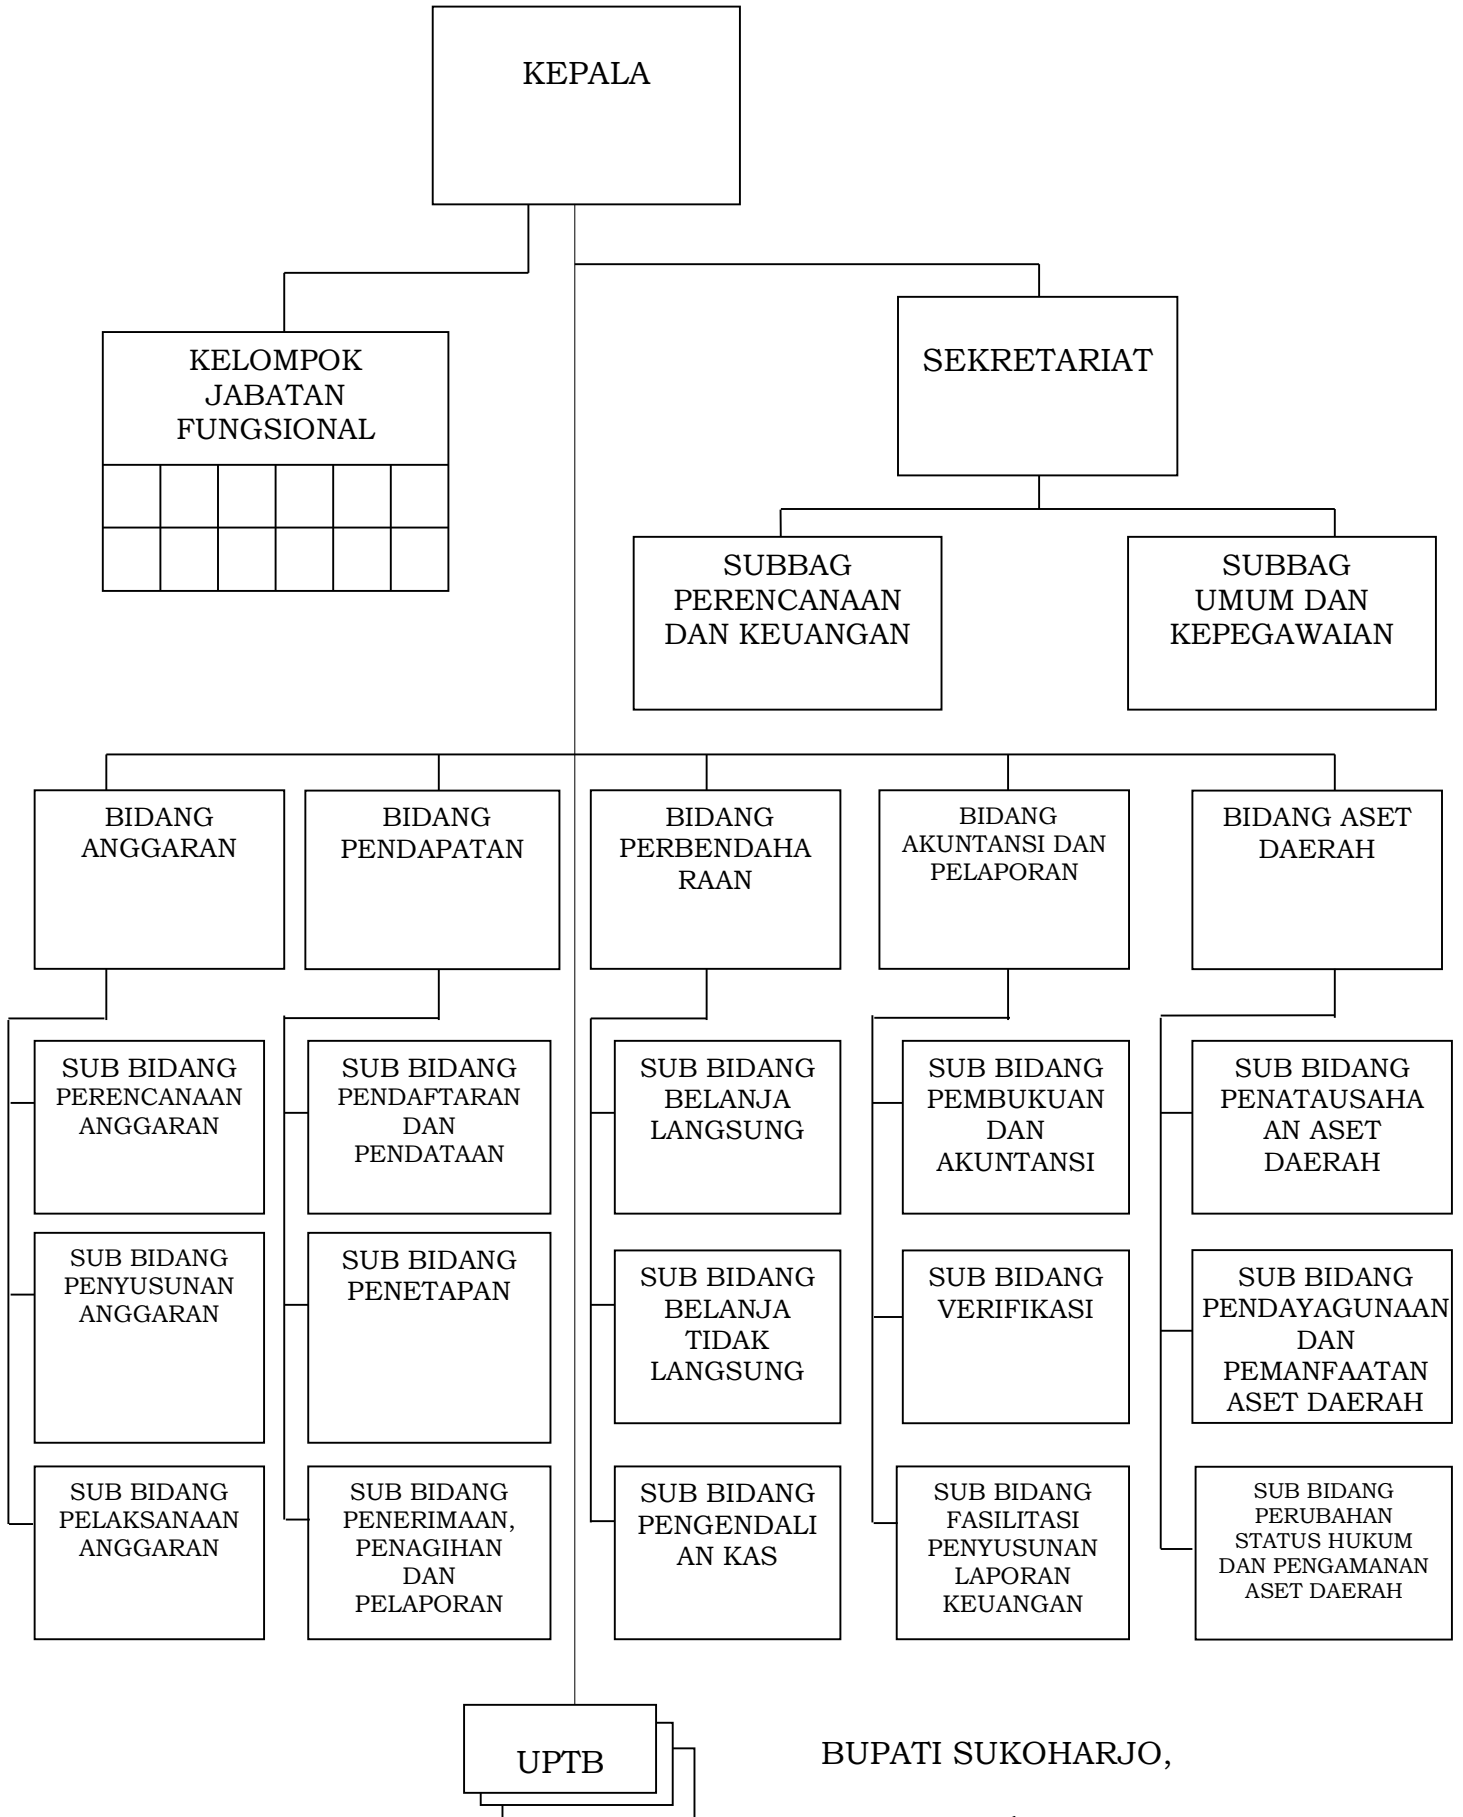 KEPALA
KELOMPOK
JABATAN
FUNGSIONAL
SEKRETARIAT
SUBBAG
PERENCANAAN
DAN KEUANGAN
SUBBAG
UMUM DAN
KEPEGAWAIAN
BIDANG
ANGGARAN
BIDANG
PENDAPATAN
BIDANG
PERBENDAHA
RAAN
BIDANG
AKUNTANSI DAN
PELAPORAN
BIDANG ASET
DAERAH
SUB BIDANG
PERENCANAAN
ANGGARAN
SUB BIDANG
PENDAFTARAN
DAN
PENDATAAN
SUB BIDANG
BELANJA
LANGSUNG
SUB BIDANG
PEMBUKUAN
DAN
AKUNTANSI
SUB BIDANG
PENATAUSAHA
AN ASET
DAERAH
SUB BIDANG
PENYUSUNAN
ANGGARAN
SUB BIDANG
PENETAPAN
SUB BIDANG
BELANJA
TIDAK
LANGSUNG
SUB BIDANG
VERIFIKASI
SUB BIDANG
PENDAYAGUNAAN
DAN
PEMANFAATAN
ASET DAERAH
SUB BIDANG
PELAKSANAAN
ANGGARAN
SUB BIDANG
PENERIMAAN,
PENAGIHAN
DAN
PELAPORAN
SUB BIDANG
PENGENDALI
AN KAS
SUB BIDANG
FASILITASI
PENYUSUNAN
LAPORAN
KEUANGAN
SUB BIDANG
PERUBAHAN
STATUS HUKUM
DAN PENGAMANAN
ASET DAERAH
UPTB
BUPATI SUKOHARJO,